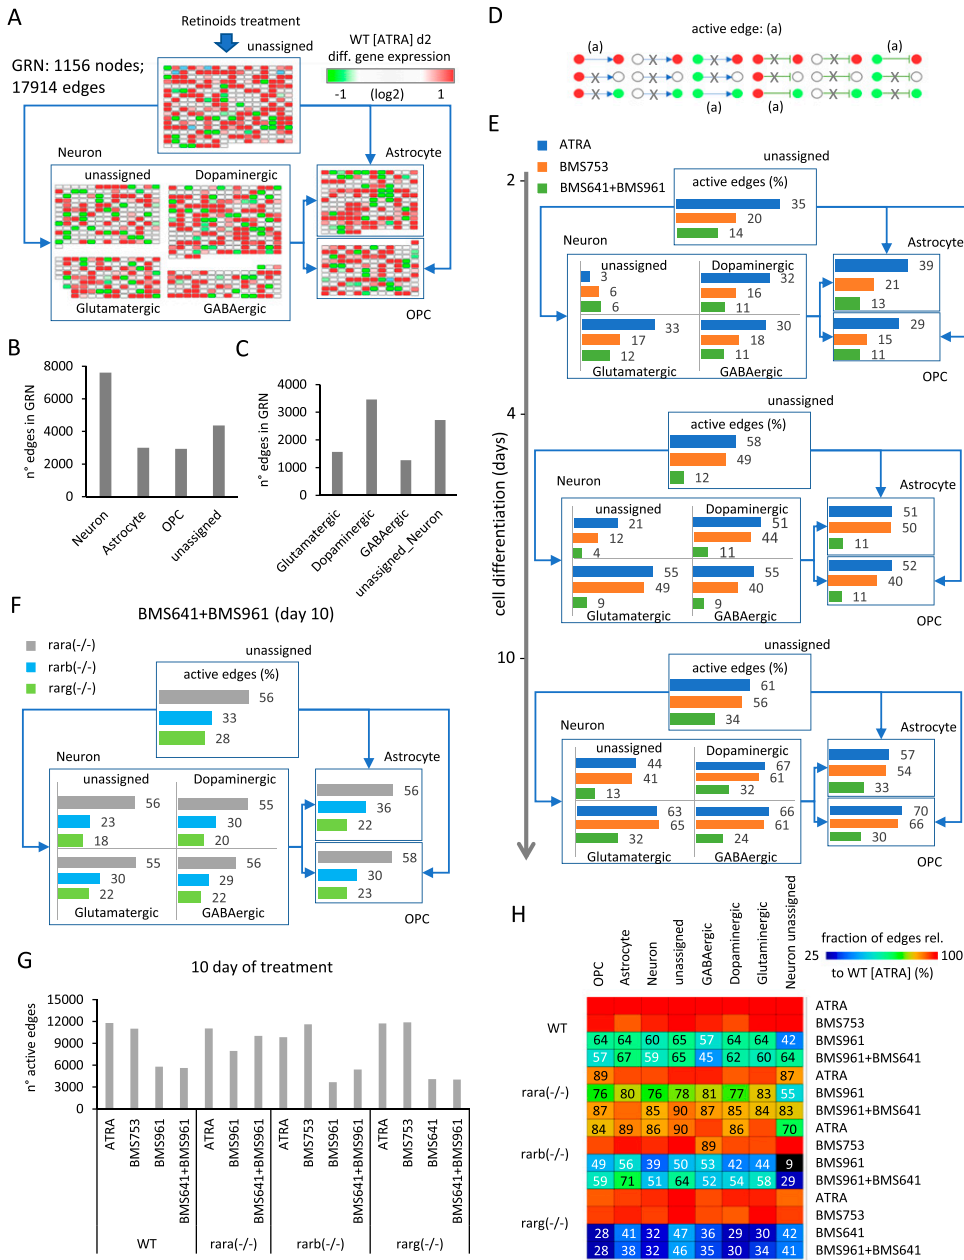 A
Retinoids treatment
unassigned
GRN: 1156 nodes;
17914 edges
WT [ATRA] d2
diff. gene expression
-1 (log2) 1
Neuron
Astrocyte
unassigned
Dopaminergic
Glutamatergic
GABAergic
OPC
B
n° edges in GRN
8000
6000
4000
2000
0
Neuron
Astrocyte
OPC
unassigned
C
n° edges in GRN
4000
3000
2000
1000
0
Glutamatergic
Dopaminergic
GABAergic
unassigned_Neuron
D
active edge: (a)
(a) (a)
X X X X X
X X X X X X
X X X X
(a) (a)
E
ATRA
BMS753
BMS641+BMS961
cell differentiation (days)
2
unassigned
active edges (%)
35
20
14
Neuron
Astrocyte
unassigned
3
6
6
Dopaminergic
32
16
11
33
17
12
Glutamatergic
30
18
11
GABAergic
39
21
13
29
15
11
OPC
4
unassigned
active edges (%)
58
49
12
Neuron
Astrocyte
unassigned
21
12
4
Dopaminergic
51
44
11
55
49
9
Glutamatergic
55
40
9
GABAergic
51
50
11
52
40
11
OPC
10
unassigned
active edges (%)
61
56
34
Neuron
Astrocyte
unassigned
44
41
13
Dopaminergic
67
61
32
63
65
32
Glutamatergic
66
61
24
GABAergic
57
54
33
70
66
30
OPC
F
BMS641+BMS961 (day 10)
rara(-/-)
rarb(-/-)
rarg(-/-)
unassigned
active edges (%)
56
33
28
Neuron
Astrocyte
unassigned
56
23
18
Dopaminergic
55
30
20
55
30
22
Glutamatergic
56
29
22
GABAergic
56
36
22
58
30
23
OPC
G
10 day of treatment
n° active edges
15000
12000
9000
6000
3000
0
ATRA
BMS753
BMS961
BMS641+BMS961
ATRA
BMS961
BMS641+BMS961
ATRA
BMS753
BMS961
BMS641+BMS961
ATRA
BMS753
BMS641
BMS641+BMS961
WT rara(-/-) rarb(-/-) rarg(-/-)
H
OPC
Astrocyte
Neuron
unassigned
GABAergic
Dopaminergic
Glutaminergic
Neuron unassigned
fraction of edges rel.
25 100
to WT [ATRA] (%)
WT
ATRA
BMS753
64 64 60 65 57 64 64 42 BMS961
57 67 59 65 45 62 60 64 BMS961+BMS641
rara(-/-)
89 87 ATRA
76 80 76 78 81 77 83 55 BMS961
87 85 90 87 85 84 83 BMS961+BMS641
rarb(-/-)
84 89 86 90 86 70 ATRA
89 BMS753
49 56 39 50 53 42 44 9 BMS961
59 71 51 64 52 54 58 29 BMS961+BMS641
rarg(-/-)
ATRA
BMS753
28 41 32 47 36 29 30 42 BMS641
28 38 32 46 35 30 34 41 BMS961+BMS641